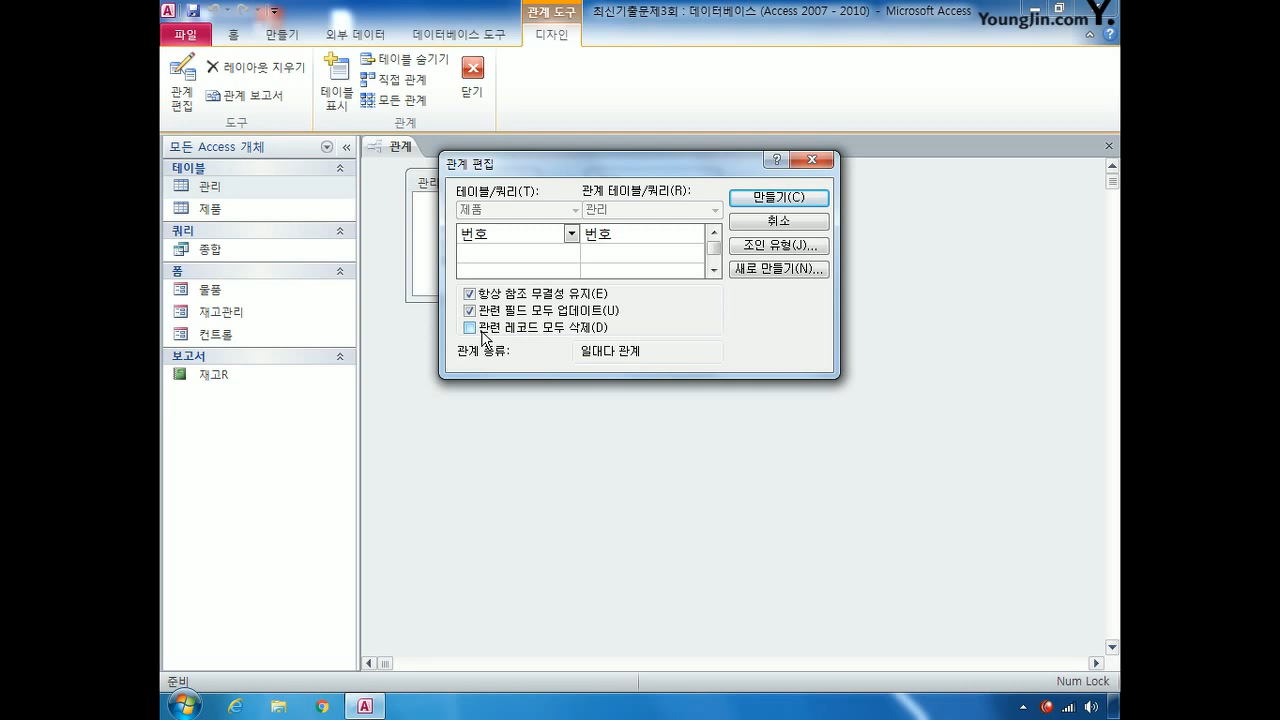 관계 도구
최신기출문제3회 : 데이터베이스 (Access 2007 - 2010) - Microsoft Access
YoungJin.com Y.
파일 홈 만들기 외부 데이터 데이터베이스 도구 디자인
관계 편집
레이아웃 지우기
관계 보고서
도구
테이블 표시
테이블 숨기기
직접 관계
모든 관계
관계
닫기
모든 Access 개체
테이블
관리
제품
쿼리
종합
폼
물품
재고관리
컨트롤
보고서
재고R
관계
관리
관계 편집
테이블/쿼리(T): 관계 테이블/쿼리(R):
제품 관리
번호 번호
항상 참조 무결성 유지(E)
관련 필드 모두 업데이트(U)
관련 레코드 모두 삭제(D)
관계 종류: 일대다 관계
만들기(C)
취소
조인 유형(J)...
새로 만들기(N)...
준비
Num Lock